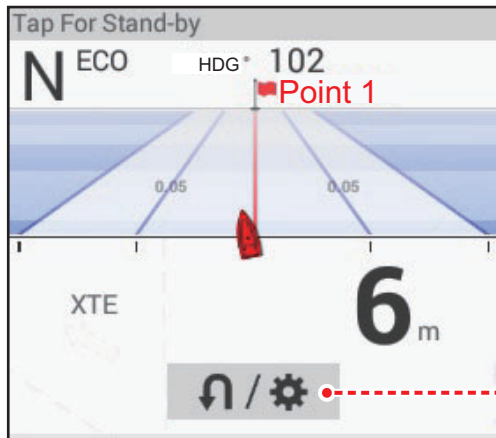 Tap For Stand-by
N ECO HDG° 102
Point 1
0.05 0.05
XTE 6 m
/